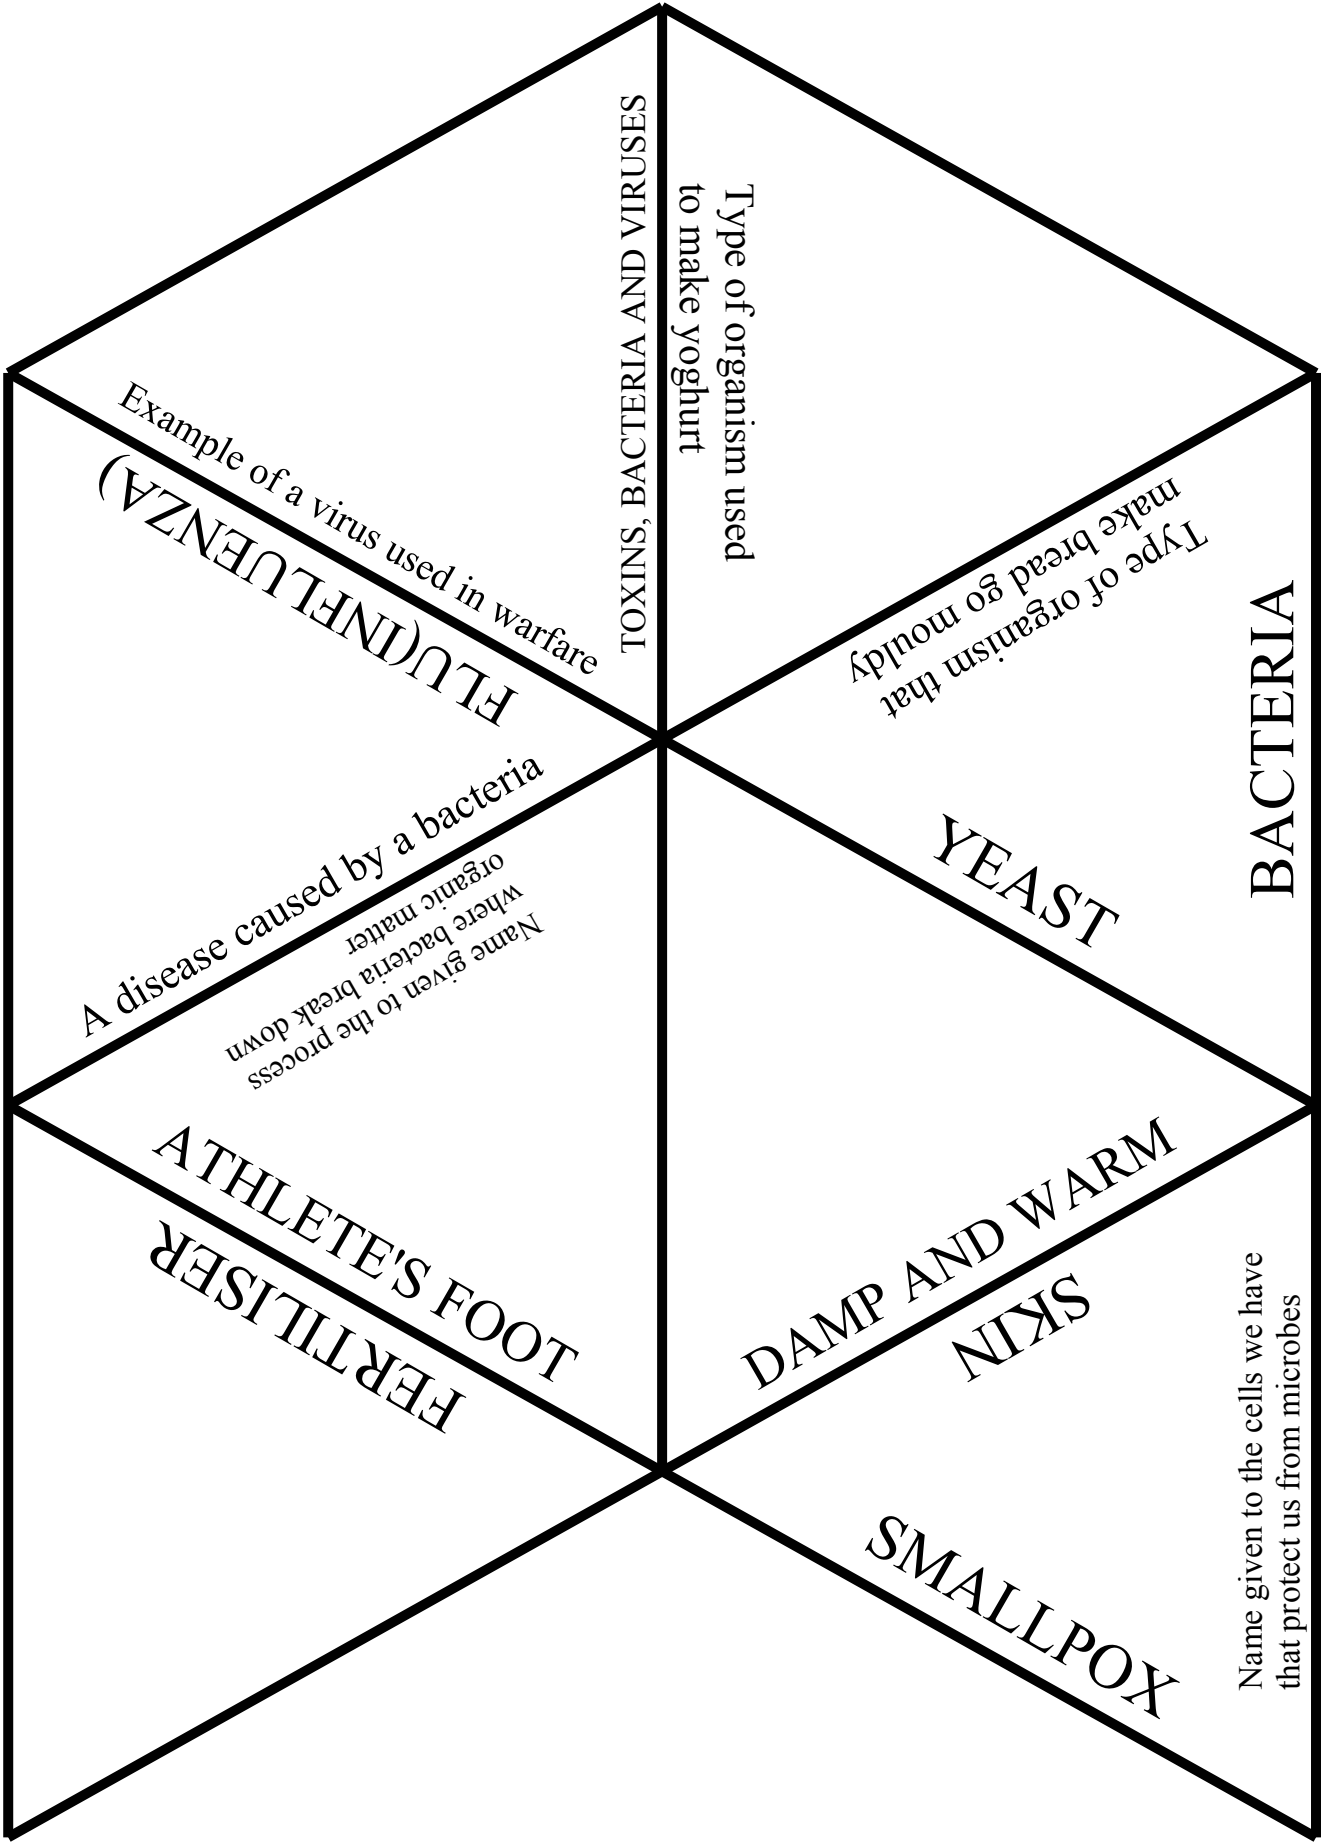 TOXINS, BACTERIA AND VIRUSES
Type of organism used
to make yoghurt
Example of a virus used in warfare
FLU(INFLUENZA)
Type of organism that
make bread go mouldy
BACTERIA
A disease caused by a bacteria
YEAST
Name given to the process
where bacteria break down
organic matter
ATHLETE'S FOOT
DAMP AND WARM
FERTILISER
SKIN
Name given to the cells we have
that protect us from microbes
SMALLPOX